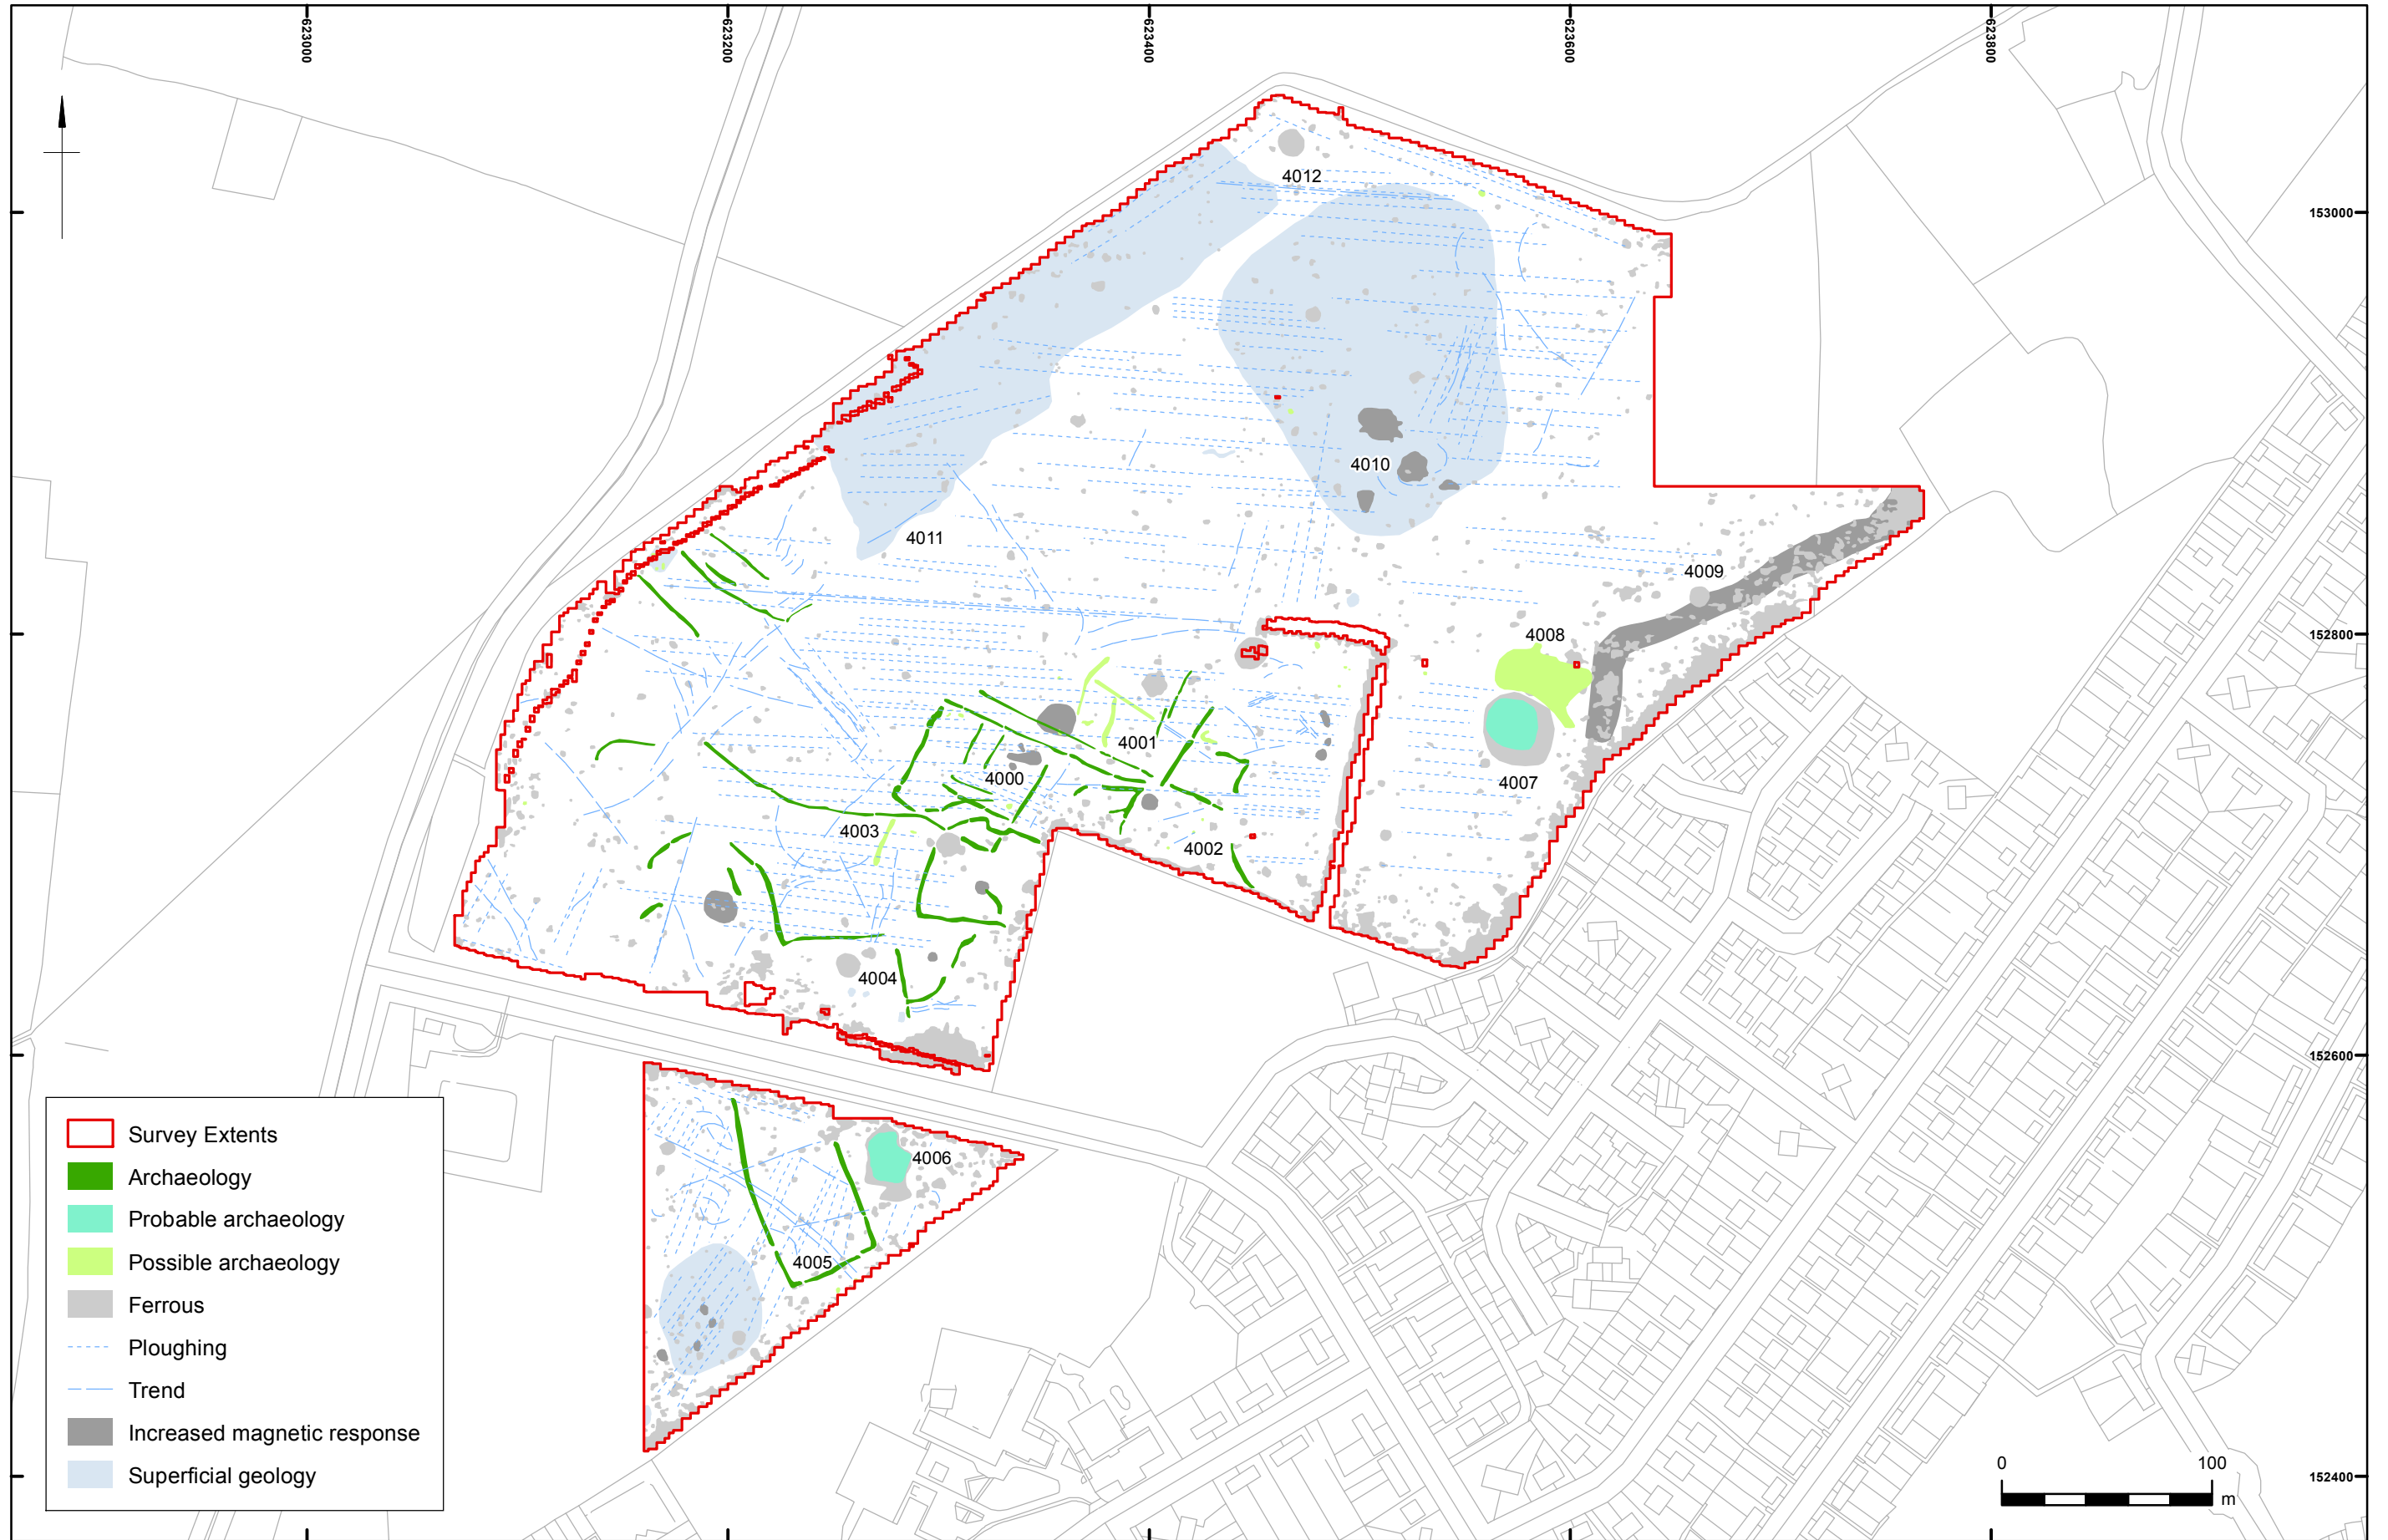 623000
623200
623400
623600
623800
4012
153000
4010
4011
4009
4008
152800
4001
4000
4007
4003
4002
4004
152600
4006
4005
Survey Extents
Archaeology
Probable archaeology
Possible archaeology
Ferrous
Ploughing
Trend
Increased magnetic response
Superficial geology
0 100
m
152400